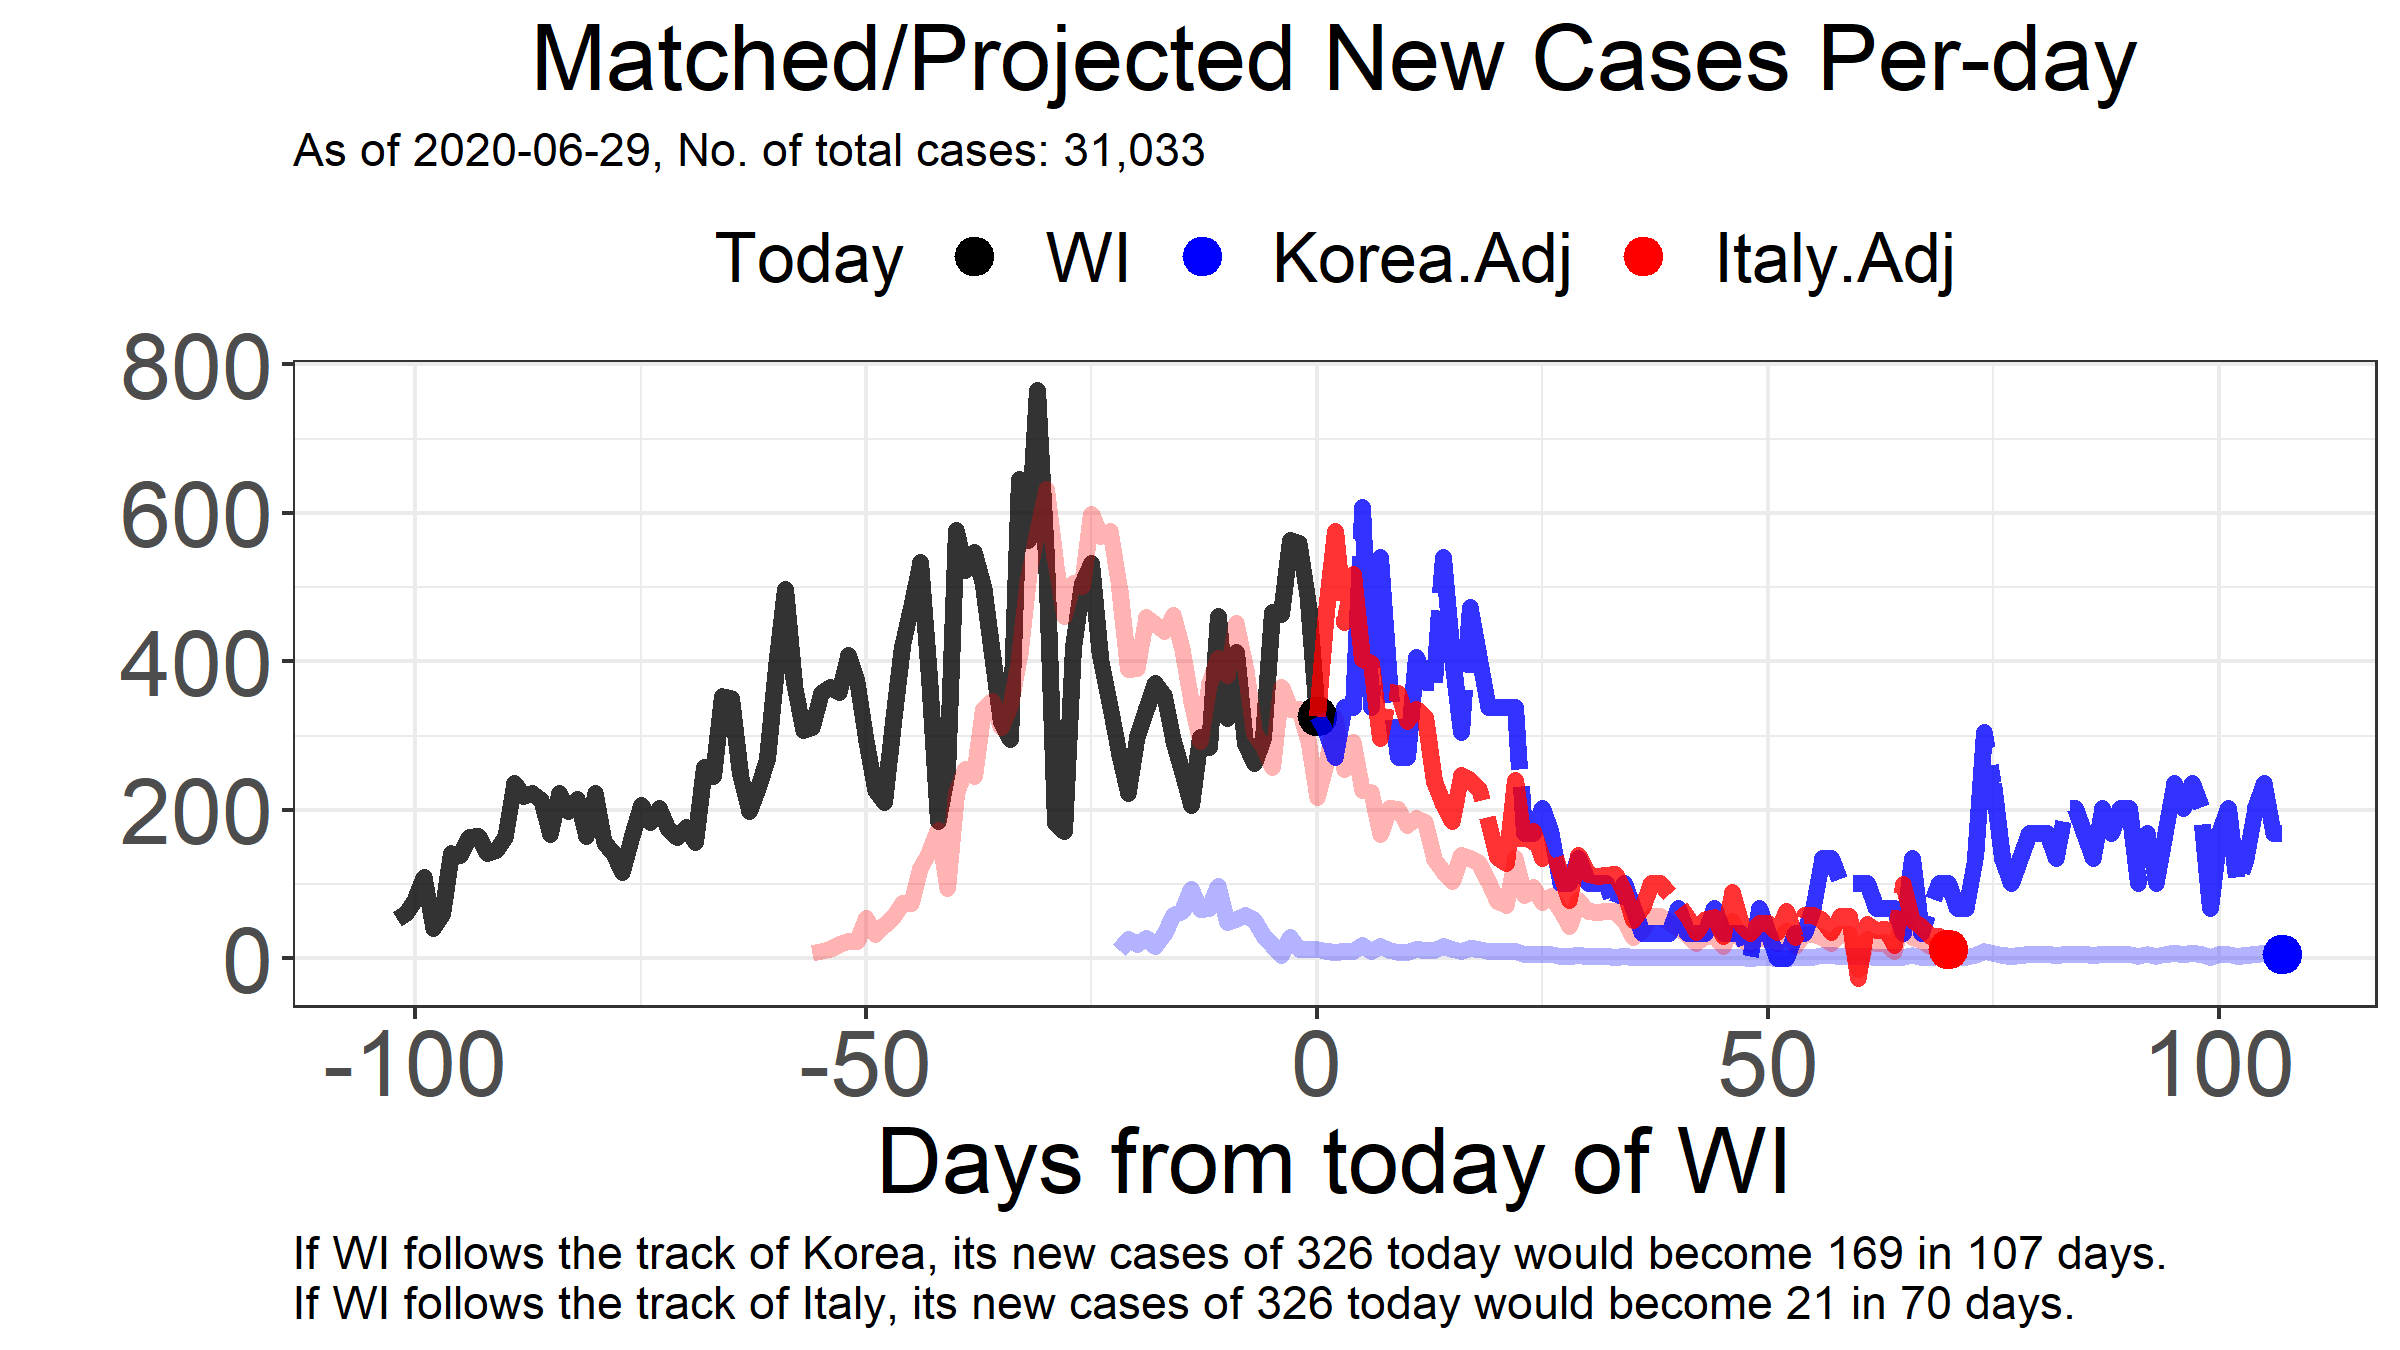 Matched/Projected New Cases Per-day
As of 2020-06-29, No. of total cases: 31,033
Today WI Korea.Adj Italy.Adj
800
600
400
200
0
-100 -50 0 50 100
Days from today of WI
If WI follows the track of Korea, its new cases of 326 today would become 169 in 107 days.
If WI follows the track of Italy, its new cases of 326 today would become 21 in 70 days.